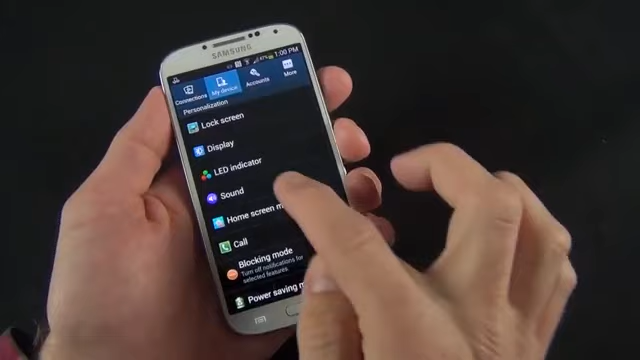 SAMSUNG
1:00 PM
Connections
My device
Accounts
More
Personalization
Lock screen
Display
LED indicator
Sound
Home screen
Call
Blocking mode
Turn off notifications for
selected features
Power saving